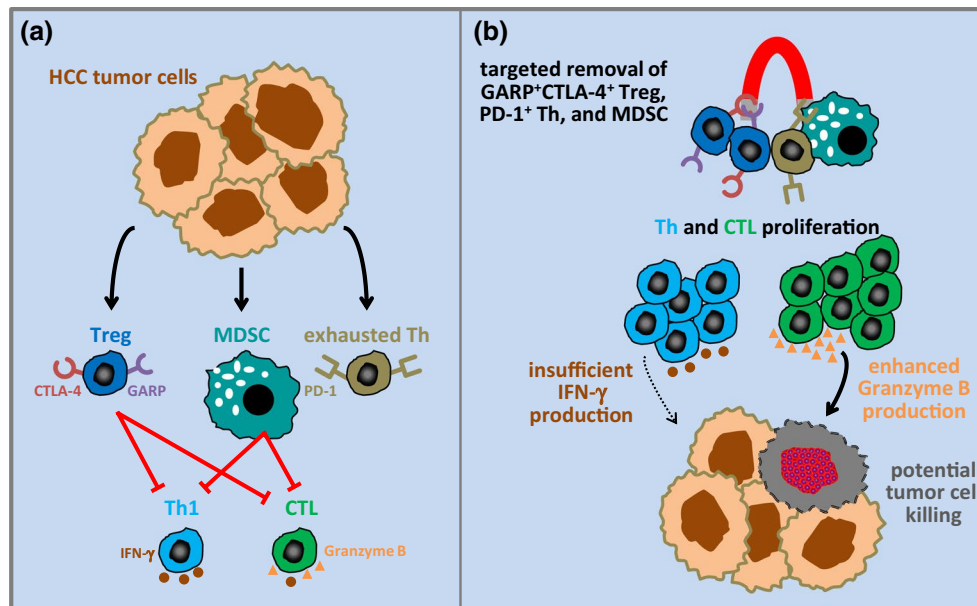 (a)
HCC tumor cells
Treg
MDSC
exhausted Th
CTLA-4
GARP
PD-1
Th1
CTL
IFN-γ
Granzyme B
(b)
targeted removal of
GARP⁺CTLA-4⁺ Treg,
PD-1⁺ Th, and MDSC
Th and CTL proliferation
insufficient
IFN-γ
production
enhanced
Granzyme B
production
potential
tumor cell
killing